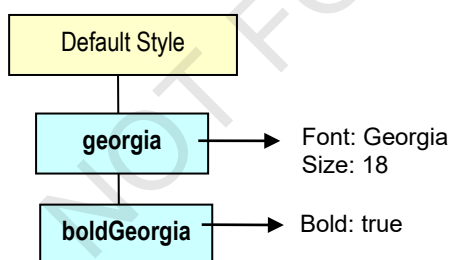 Default Style
georgia
Font: Georgia
Size: 18
boldGeorgia
Bold: true